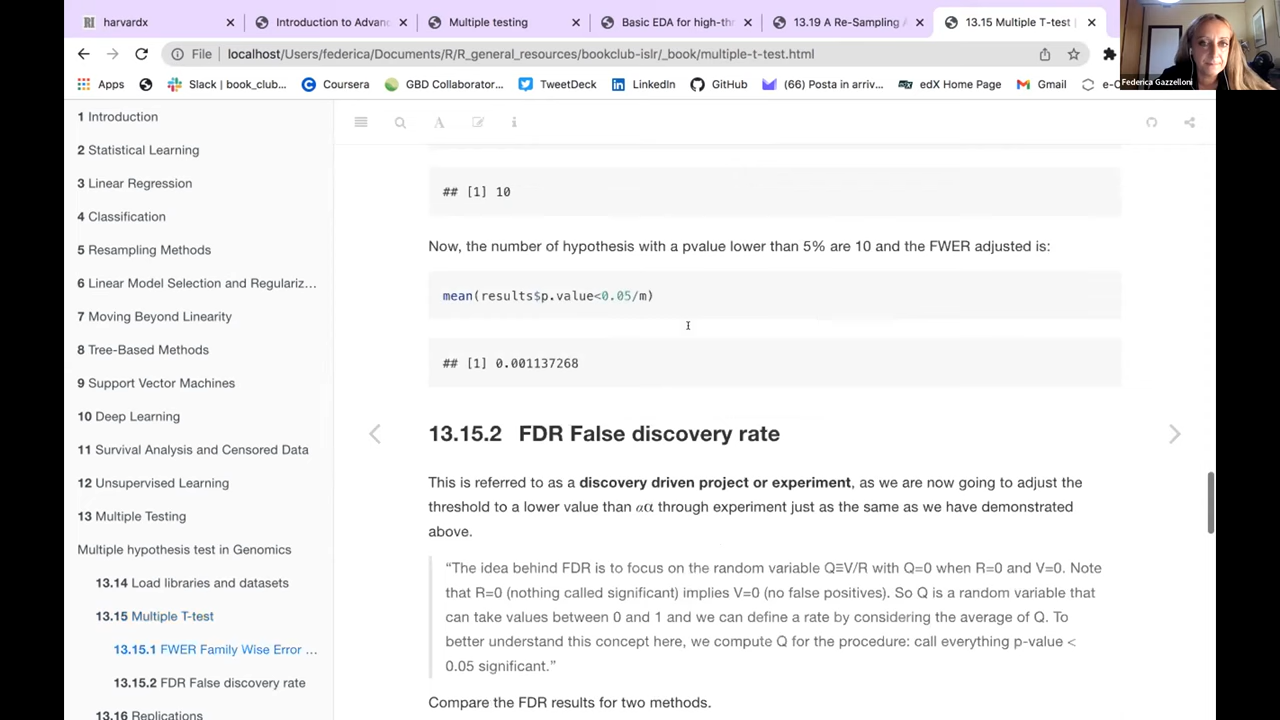 harvardx
Introduction to Advan
Multiple testing
Basic EDA for high-thr
13.19 A Re-Sampling
13.15 Multiple T-test
File
localhost/Users/federica/Documents/R/R_general_resources/bookclub-islr/_book/multiple-t-test.html
Apps
Slack | book_club...
Coursera
GBD Collaborator...
TweetDeck
LinkedIn
GitHub
(66) Posta in arriv...
edX Home Page
Gmail
e-C
Federica Gazzelloni
1 Introduction
2 Statistical Learning
3 Linear Regression
4 Classification
5 Resampling Methods
6 Linear Model Selection and Regulariz...
7 Moving Beyond Linearity
8 Tree-Based Methods
9 Support Vector Machines
10 Deep Learning
11 Survival Analysis and Censored Data
12 Unsupervised Learning
13 Multiple Testing
Multiple hypothesis test in Genomics
13.14 Load libraries and datasets
13.15 Multiple T-test
13.15.1 FWER Family Wise Error ...
13.15.2 FDR False discovery rate
13.16 Replications
## [1] 10
Now, the number of hypothesis with a pvalue lower than 5% are 10 and the FWER adjusted is:
mean(results$p.value<0.05/m)
## [1] 0.001137268
13.15.2 FDR False discovery rate
This is referred to as a discovery driven project or experiment, as we are now going to adjust the
threshold to a lower value than αα through experiment just as the same as we have demonstrated
above.
“The idea behind FDR is to focus on the random variable Q≡V/R with Q=0 when R=0 and V=0. Note
that R=0 (nothing called significant) implies V=0 (no false positives). So Q is a random variable that
can take values between 0 and 1 and we can define a rate by considering the average of Q. To
better understand this concept here, we compute Q for the procedure: call everything p-value <
0.05 significant.”
Compare the FDR results for two methods.